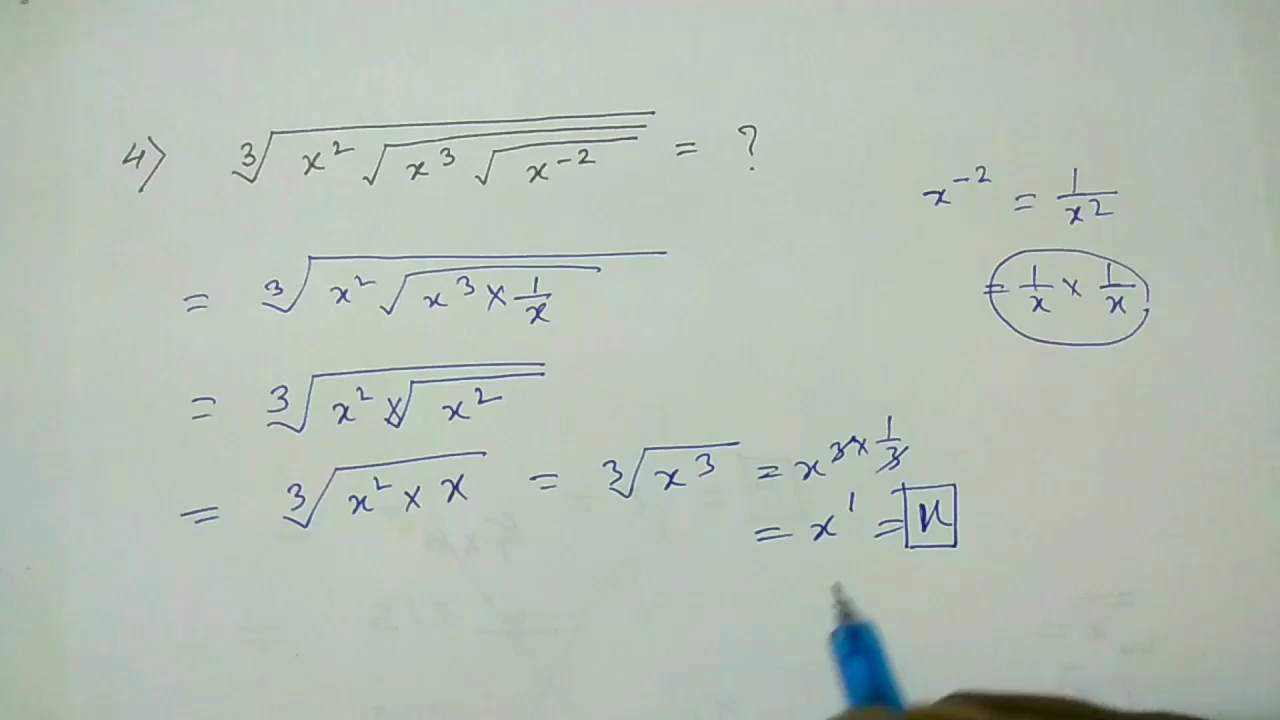 4) ∛(x² √(x³ √(x⁻²))) = ?
x⁻² = 1/x²
= 1/x × 1/x
= ∛(x² √(x³ × 1/x))
= ∛(x² × √(x²))
= ∛(x² × x) = ∛(x³) = x^(3 × 1/3)
= x¹ = x